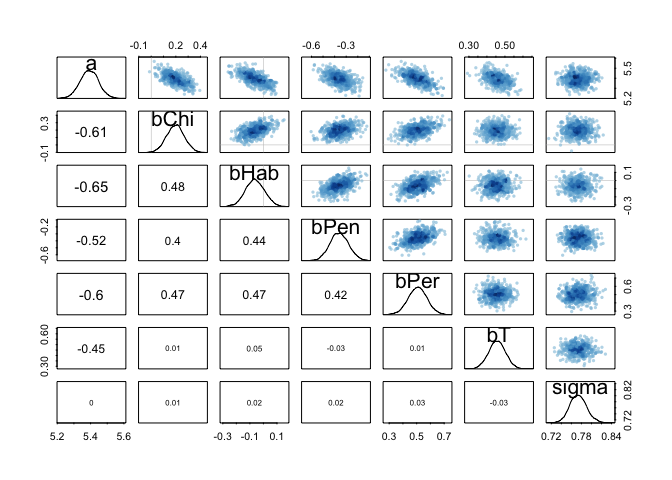 -0.1 0.2 0.4 -0.6 -0.3 0.30 0.50
a 5.2 5.5
-0.1 0.3 -0.61 bChi
-0.65 0.48 bHab -0.3 0.1
-0.6 -0.2 -0.52 0.4 0.44 bPen
-0.6 0.47 0.47 0.42 bPer 0.3 0.6
0.30 0.60 -0.45 0.01 0.05 -0.03 0.01 bT
0 0.01 0.02 0.02 0.03 -0.03 sigma 0.72 0.82
5.2 5.4 5.6 -0.3 -0.1 0.1 0.3 0.5 0.7 0.72 0.78 0.84